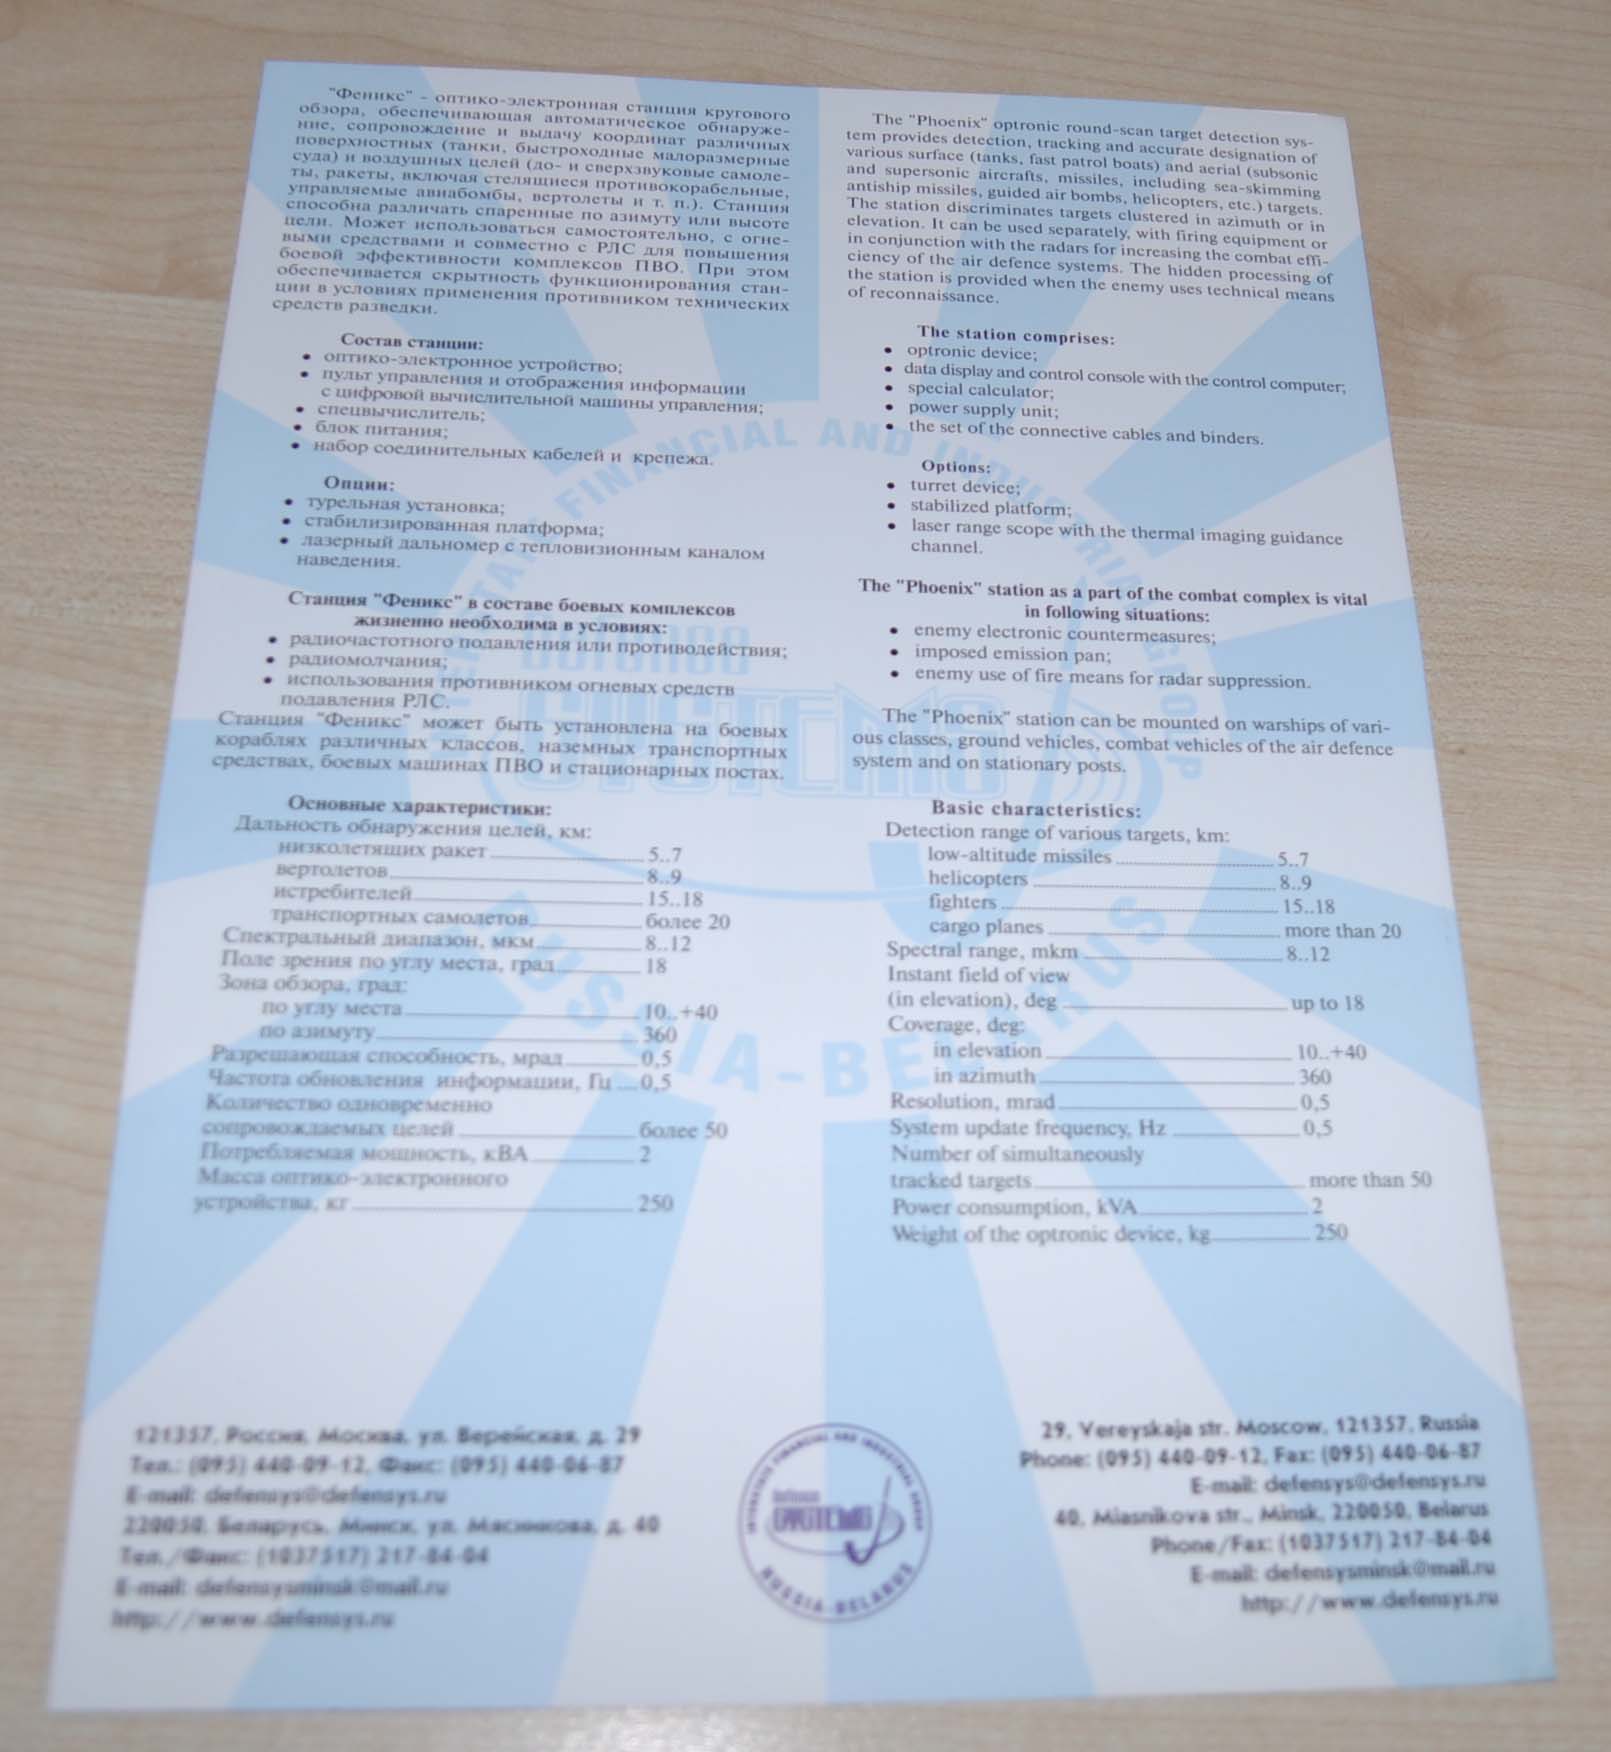 "Феникс" - оптико-электронная станция кругового
обзора, обеспечивающая автоматическое обнаруже-
ние, сопровождение и выдачу координат различных
поверхностных (танки, быстроходные малоразмерные
суда) и воздушных целей (до- и сверхзвуковые самоле-
ты, ракеты, включая стелящиеся противокорабельные,
управляемые авиабомбы, вертолеты и т. п.). Станция
способна различать спаренные по азимуту или высоте
цели. Может использоваться самостоятельно, с огне-
выми средствами и совместно с РЛС для повышения
боевой эффективности комплексов ПВО. При этом
обеспечивается скрытность функционирования стан-
ции в условиях применения противником технических
средств разведки.
Состав станции:
• оптико-электронное устройство;
• пульт управления и отображения информации
с цифровой вычислительной машины управления;
• спецвычислитель;
• блок питания;
• набор соединительных кабелей и крепежа.
Опции:
• турельная установка;
• стабилизированная платформа;
• лазерный дальномер с тепловизионным каналом
наведения.
Станция "Феникс" в составе боевых комплексов
жизненно необходима в условиях:
• радиочастотного подавления или противодействия;
• радиомолчания;
• использования противником огневых средств
подавления РЛС.
Станция "Феникс" может быть установлена на боевых
кораблях различных классов, наземных транспортных
средствах, боевых машинах ПВО и стационарных постах.
Основные характеристики:
Дальность обнаружения целей, км:
низколетящих ракет 5..7
вертолетов 8..9
истребителей 15..18
транспортных самолетов более 20
Спектральный диапазон, мкм 8..12
Поле зрения по углу места, град 18
Зона обзора, град:
по углу места 10..+40
по азимуту 360
Разрешающая способность, мрад 0,5
Частота обновления информации, Гц 0,5
Количество одновременно
сопровождаемых целей более 50
Потребляемая мощность, кВА 2
Масса оптико-электронного
устройства, кг 250
The "Phoenix" optronic round-scan target detection sys-
tem provides detection, tracking and accurate designation of
various surface (tanks, fast patrol boats) and aerial (subsonic
and supersonic aircrafts, missiles, including sea-skimming
antiship missiles, guided air bombs, helicopters, etc.) targets.
The station discriminates targets clustered in azimuth or in
elevation. It can be used separately, with firing equipment or
in conjunction with the radars for increasing the combat effi-
ciency of the air defence systems. The hidden processing of
the station is provided when the enemy uses technical means
of reconnaissance.
The station comprises:
• optronic device;
• data display and control console with the control computer;
• special calculator;
• power supply unit;
• the set of the connective cables and binders.
Options:
• turret device;
• stabilized platform;
• laser range scope with the thermal imaging guidance
channel.
The "Phoenix" station as a part of the combat complex is vital
in following situations:
• enemy electronic countermeasures;
• imposed emission pan;
• enemy use of fire means for radar suppression.
The "Phoenix" station can be mounted on warships of vari-
ous classes, ground vehicles, combat vehicles of the air defence
system and on stationary posts.
Basic characteristics:
Detection range of various targets, km:
low-altitude missiles 5..7
helicopters 8..9
fighters 15..18
cargo planes more than 20
Spectral range, mkm 8..12
Instant field of view
(in elevation), deg up to 18
Coverage, deg:
in elevation 10..+40
in azimuth 360
Resolution, mrad 0,5
System update frequency, Hz 0,5
Number of simultaneously
tracked targets more than 50
Power consumption, kVA 2
Weight of the optronic device, kg 250
121357, Россия, Москва, ул. Верейская, д. 29
Тел.: (095) 440-09-12, Факс: (095) 440-06-87
E-mail: defensys@defensys.ru
220050, Беларусь, Минск, ул. Мясникова, д. 40
Тел./Факс: (1037517) 217-84-04
E-mail: defensysminsk@mail.ru
http://www.defensys.ru
INTERSTATE FINANCIAL AND INDUSTRIAL GROUP
defence
SYSTEMS
RUSSIA-BELARUS
29, Vereyskaja str. Moscow, 121357, Russia
Phone: (095) 440-09-12, Fax: (095) 440-06-87
E-mail: defensys@defensys.ru
40, Miasnikova str., Minsk, 220050, Belarus
Phone/Fax: (1037517) 217-84-04
E-mail: defensysminsk@mail.ru
http://www.defensys.ru